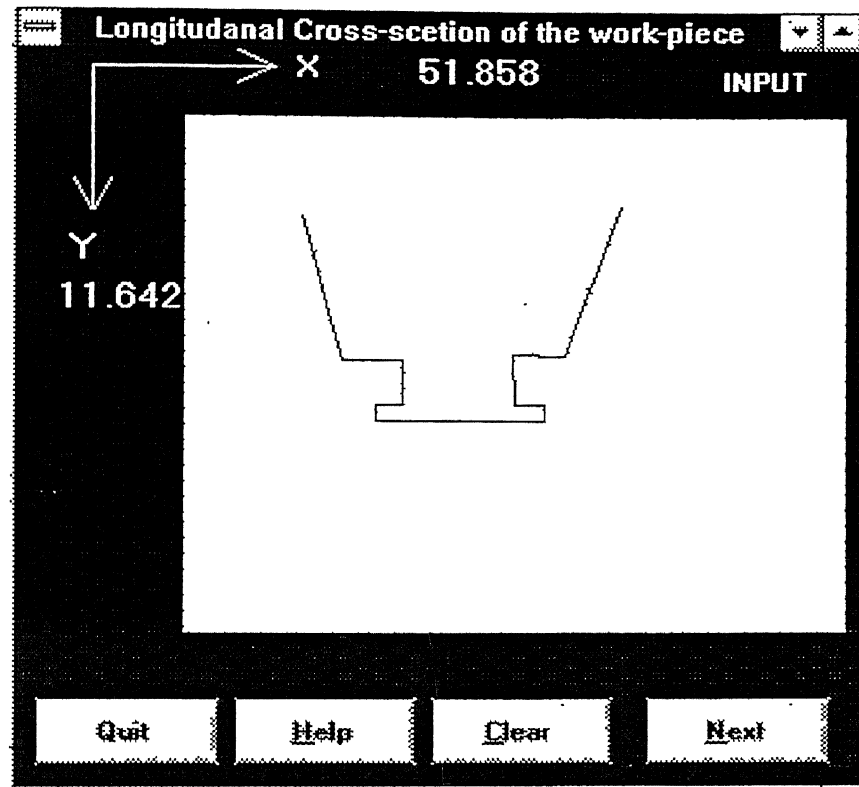 Longitudanal Cross-scetion of the work-piece
X 51.858 INPUT
Y
11.642
Quit Help Clear Next